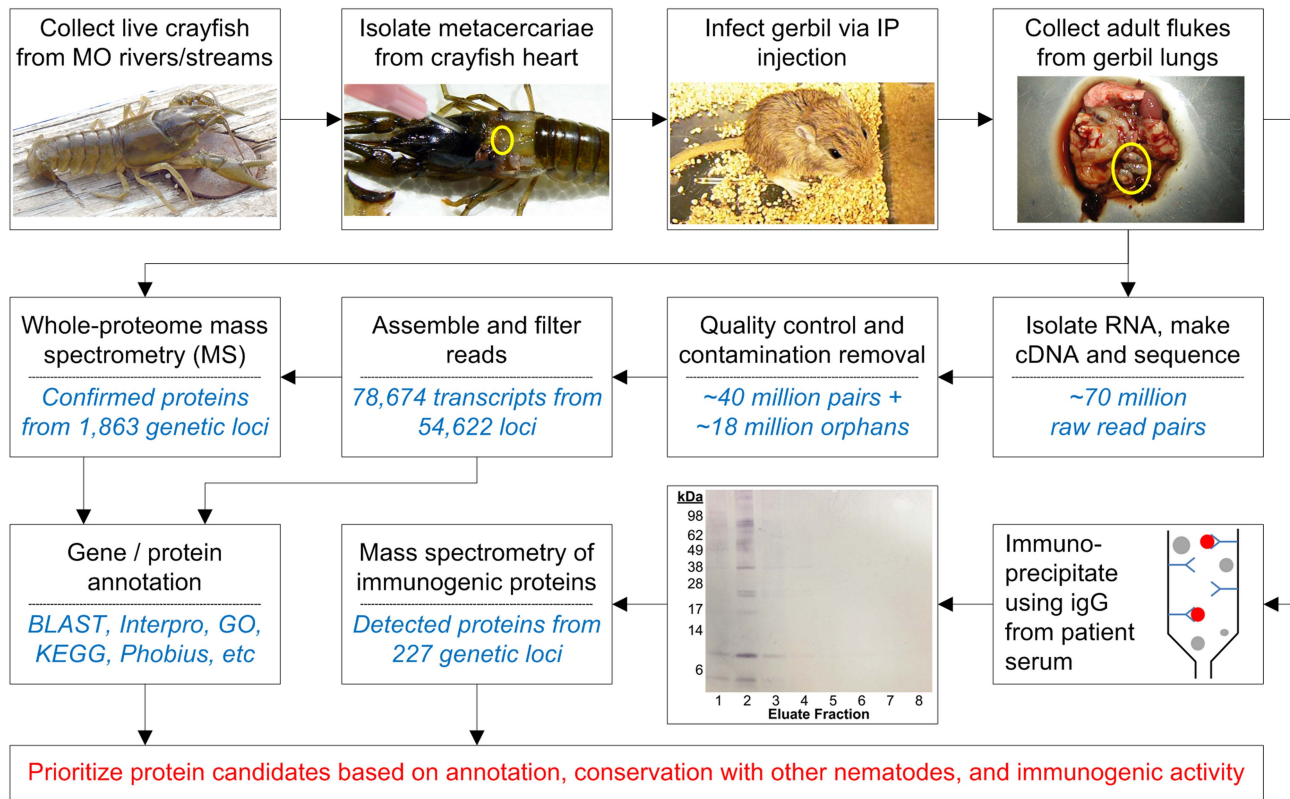 Collect live crayfish
from MO rivers/streams
Isolate metacercariae
from crayfish heart
Infect gerbil via IP
injection
Collect adult flukes
from gerbil lungs
Whole-proteome mass
spectrometry (MS)
Confirmed proteins
from 1,863 genetic loci
Assemble and filter
reads
78,674 transcripts from
54,622 loci
Quality control and
contamination removal
~40 million pairs +
~18 million orphans
Isolate RNA, make
cDNA and sequence
~70 million
raw read pairs
Gene / protein
annotation
BLAST, Interpro, GO,
KEGG, Phobius, etc
Mass spectrometry of
immunogenic proteins
Detected proteins from
227 genetic loci
kDa
98
62
49
38
28
17
14
6
1 2 3 4 5 6 7 8
Eluate Fraction
Immuno-
precipitate
using igG
from patient
serum
Prioritize protein candidates based on annotation, conservation with other nematodes, and immunogenic activity